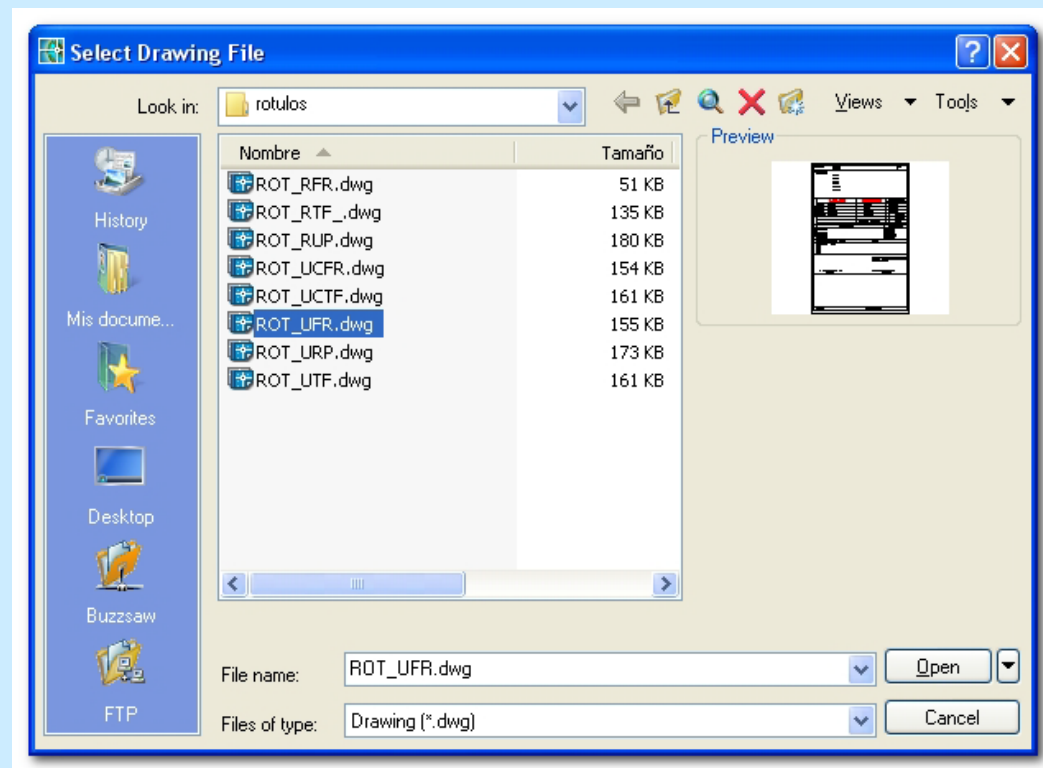 Select Drawing File
Look in: rotulos Views Tools
History
Mis docume...
Favorites
Desktop
Buzzsaw
FTP
Nombre Tamaño
ROT_RFR.dwg 51 KB
ROT_RTF_.dwg 135 KB
ROT_RUP.dwg 180 KB
ROT_UCFR.dwg 154 KB
ROT_UCTF.dwg 161 KB
ROT_UFR.dwg 155 KB
ROT_URP.dwg 173 KB
ROT_UTF.dwg 161 KB
Preview
File name: ROT_UFR.dwg Open
Files of type: Drawing (*.dwg) Cancel